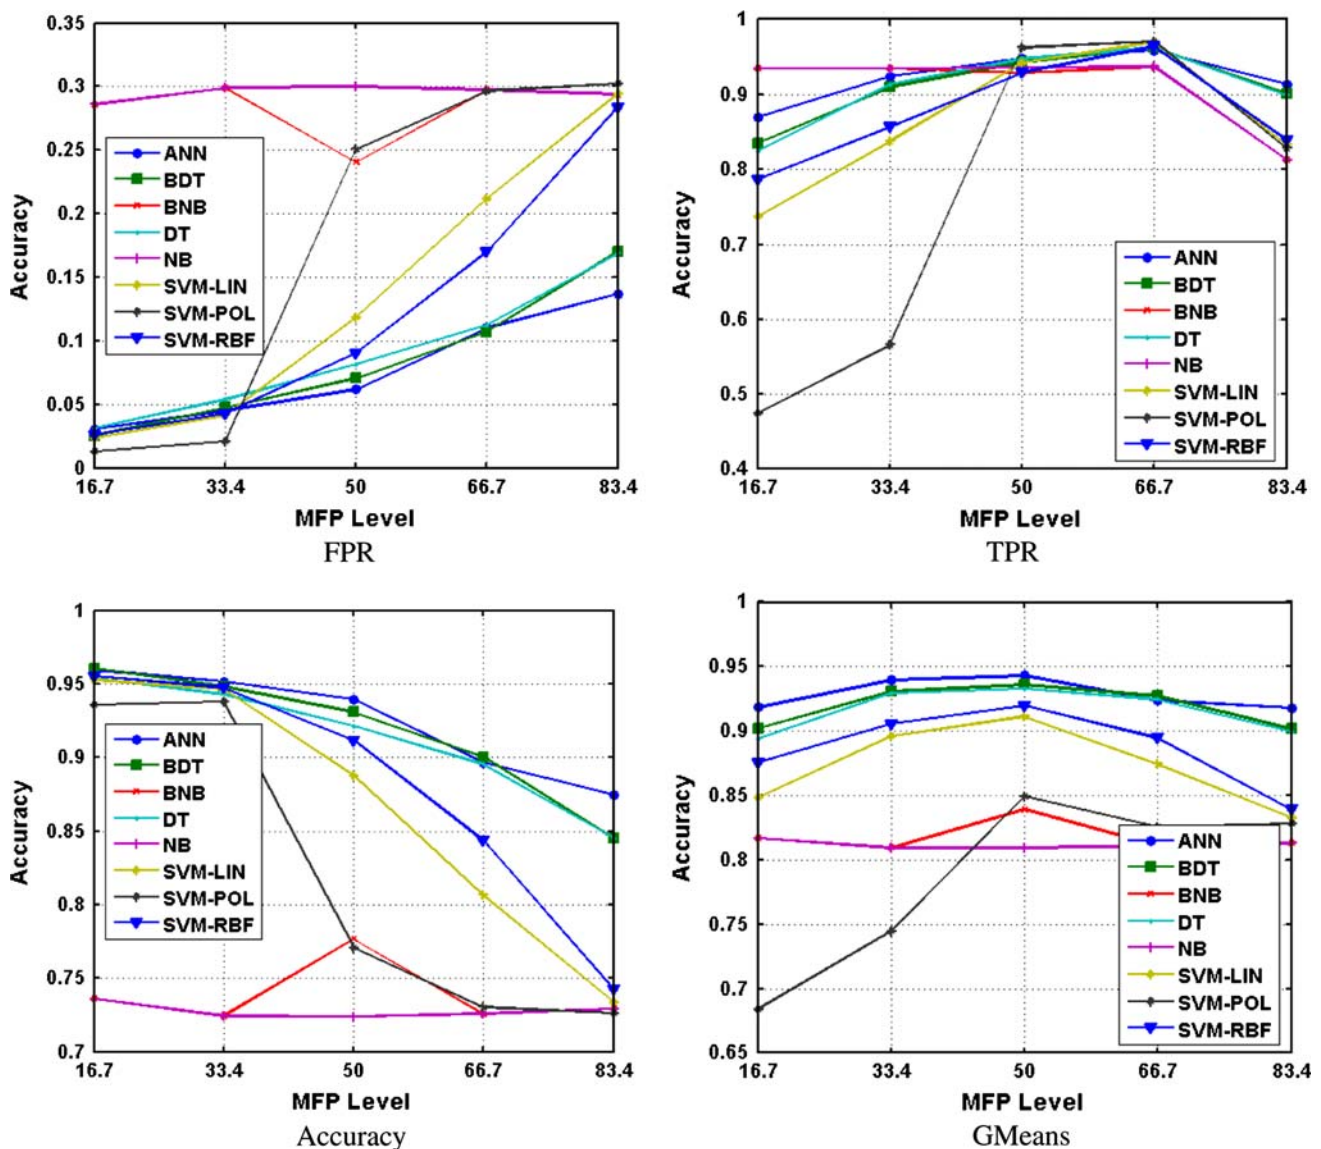 0.35
0.3
0.25
0.2
0.15
0.1
0.05
0
Accuracy
ANN
BDT
BNB
DT
NB
SVM-LIN
SVM-POL
SVM-RBF
16.7 33.4 50 66.7 83.4
MFP Level
FPR
1
0.9
0.8
0.7
0.6
0.5
0.4
Accuracy
ANN
BDT
BNB
DT
NB
SVM-LIN
SVM-POL
SVM-RBF
16.7 33.4 50 66.7 83.4
MFP Level
TPR
1
0.95
0.9
0.85
0.8
0.75
0.7
Accuracy
ANN
BDT
BNB
DT
NB
SVM-LIN
SVM-POL
SVM-RBF
16.7 33.4 50 66.7 83.4
MFP Level
Accuracy
1
0.95
0.9
0.85
0.8
0.75
0.7
0.65
Accuracy
ANN
BDT
BNB
DT
NB
SVM-LIN
SVM-POL
SVM-RBF
16.7 33.4 50 66.7 83.4
MFP Level
GMeans